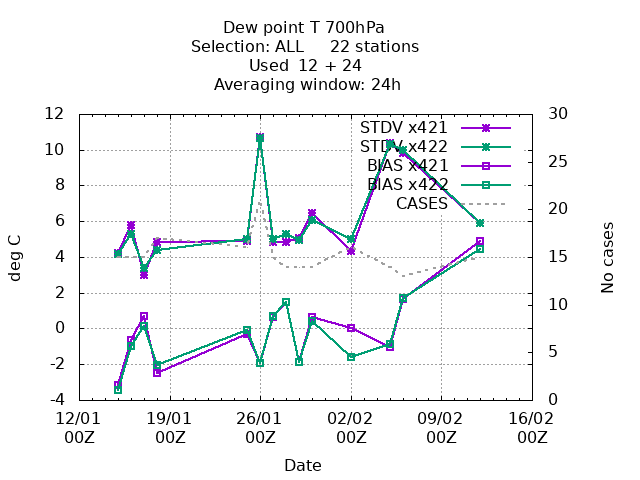 Dew point T 700hPa
Selection: ALL 22 stations
Used 12 + 24
Averaging window: 24h
12 30
STDV x421
10 STDV x422 25
BIAS x421
8 BIAS x422
6 CASES 20
deg C 4 15 No cases
2 10
0
-2 5
-4 0
12/01 19/01 26/01 02/02 09/02 16/02
00Z 00Z 00Z 00Z 00Z 00Z
Date